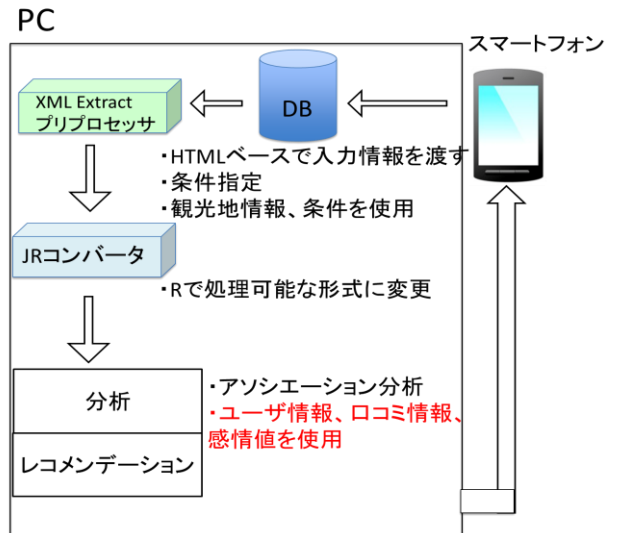 PC
スマートフォン
XML Extract
プリプロセッサ
DB
・HTMLベースで入力情報を渡す
・条件指定
・観光地情報、条件を使用
JRコンバータ
・Rで処理可能な形式に変更
分析
・アソシエーション分析
・ユーザ情報、口コミ情報、
感情値を使用
レコメンデーション